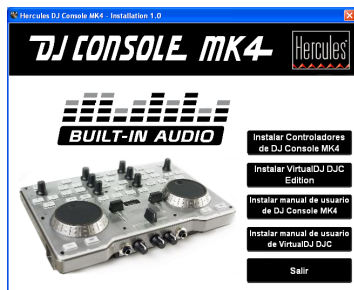 Hercules DJ Console MK4 - Installation 1.0
DJ CONSOLE MK4
Hercules
BUILT-IN AUDIO
Instalar Controladores
de DJ Console MK4
Instalar VirtualDJ DJC
Edition
Instalar manual de usuario
de DJ Console MK4
Instalar manual de usuario
de VirtualDJ DJC
Salir